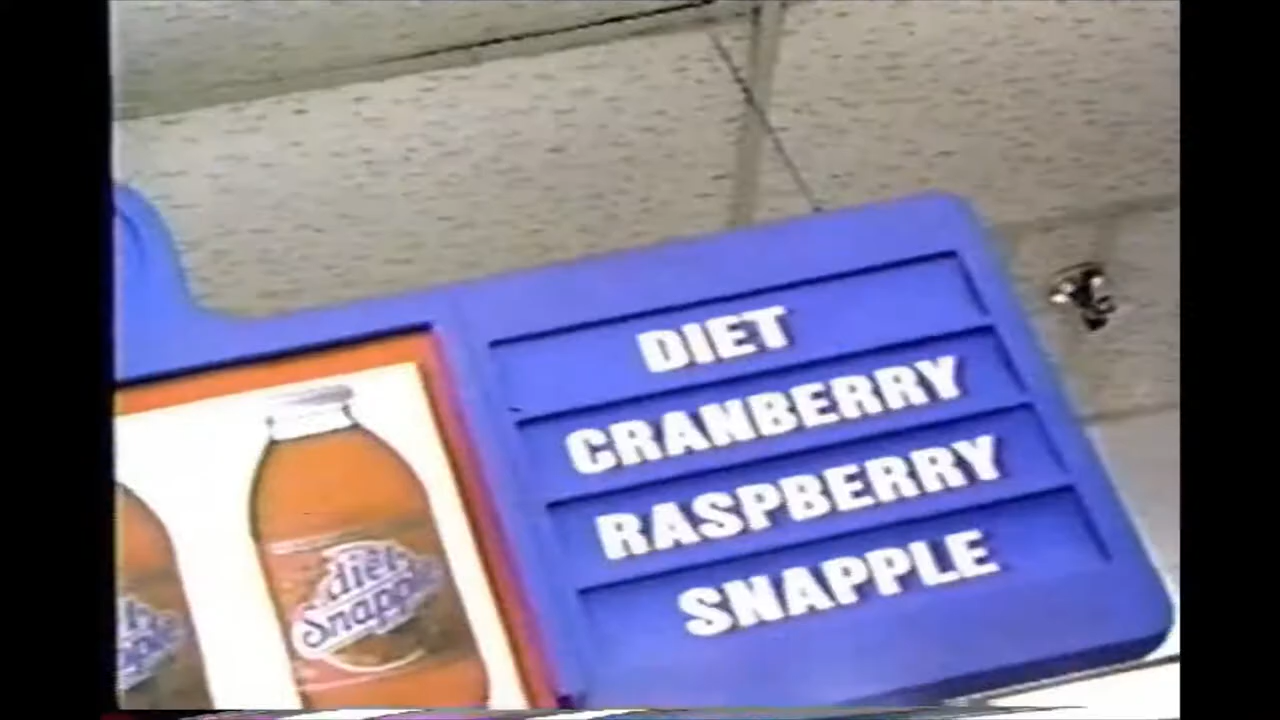 DIET
CRANBERRY
RASPBERRY
SNAPPLE
diet
Snapple